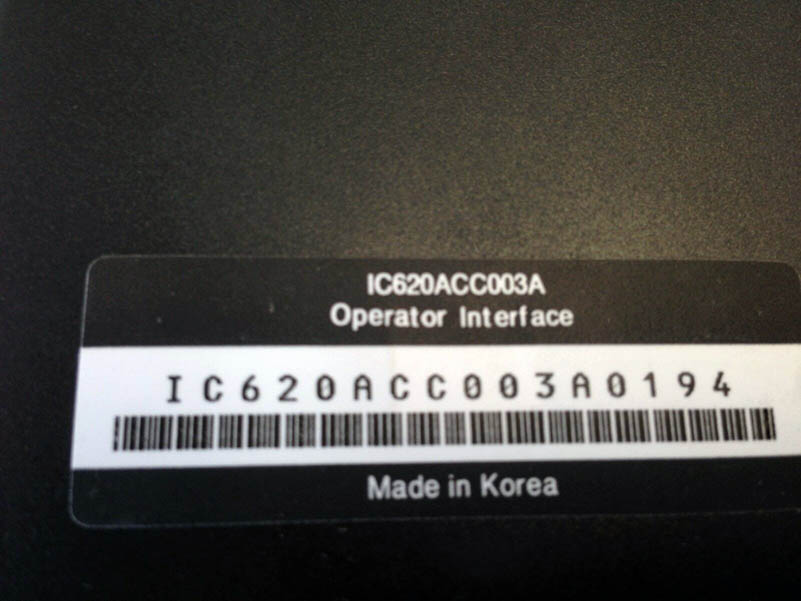 IC620ACC003A
Operator Interface
IC620ACC003A0194
Made in Korea